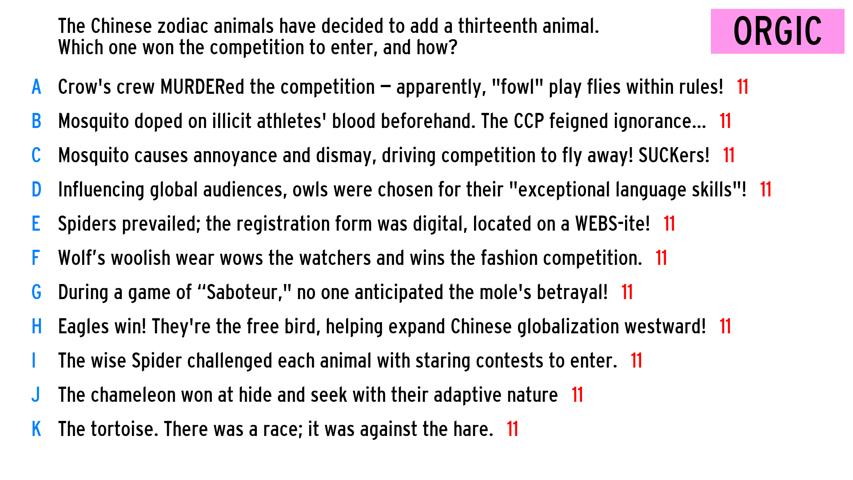 The Chinese zodiac animals have decided to add a thirteenth animal.
Which one won the competition to enter, and how?
ORGIC
A Crow's crew MURDERed the competition – apparently, "fowl" play flies within rules! 11
B Mosquito doped on illicit athletes' blood beforehand. The CCP feigned ignorance... 11
C Mosquito causes annoyance and dismay, driving competition to fly away! SUCKers! 11
D Influencing global audiences, owls were chosen for their "exceptional language skills"! 11
E Spiders prevailed; the registration form was digital, located on a WEBS-ite! 11
F Wolf’s woolish wear wows the watchers and wins the fashion competition. 11
G During a game of “Saboteur," no one anticipated the mole's betrayal! 11
H Eagles win! They're the free bird, helping expand Chinese globalization westward! 11
I The wise Spider challenged each animal with staring contests to enter. 11
J The chameleon won at hide and seek with their adaptive nature 11
K The tortoise. There was a race; it was against the hare. 11